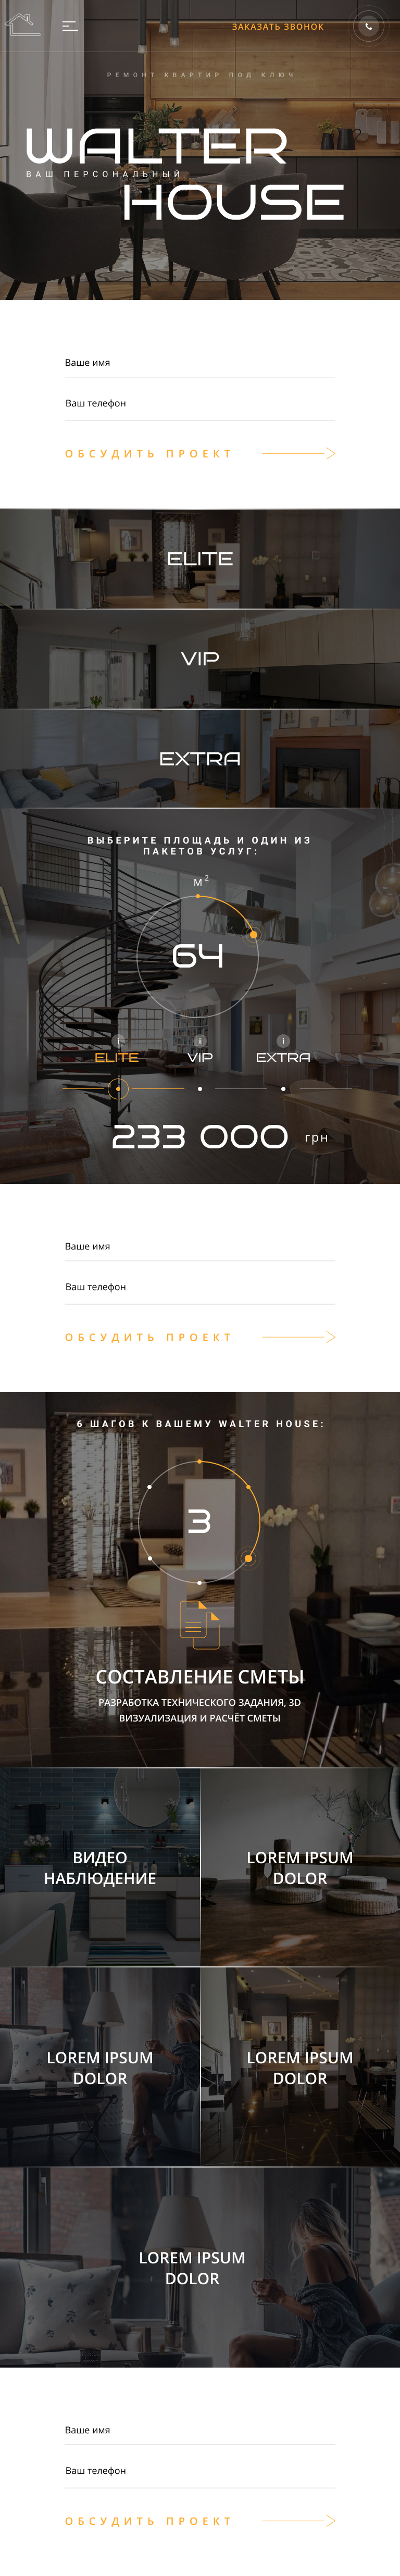 ЗАКАЗАТЬ ЗВОНОК
РЕМОНТ КВАРТИР ПОД КЛЮЧ
WALTER
ВАШ ПЕРСОНАЛЬНЫЙ
HOUSE
Ваше имя
Ваш телефон
ОБСУДИТЬ ПРОЕКТ
ELITE
VIP
EXTRA
ВЫБЕРИТЕ ПЛОЩАДЬ И ОДИН ИЗ
ПАКЕТОВ УСЛУГ:
м²
64
i i i
ELITE VIP EXTRA
233 000 грн
Ваше имя
Ваш телефон
ОБСУДИТЬ ПРОЕКТ
6 ШАГОВ К ВАШЕМУ WALTER HOUSE:
3
СОСТАВЛЕНИЕ СМЕТЫ
РАЗРАБОТКА ТЕХНИЧЕСКОГО ЗАДАНИЯ, 3D
ВИЗУАЛИЗАЦИЯ И РАСЧЁТ СМЕТЫ
ВИДЕО
НАБЛЮДЕНИЕ
LOREM IPSUM
DOLOR
LOREM IPSUM
DOLOR
LOREM IPSUM
DOLOR
LOREM IPSUM
DOLOR
Ваше имя
Ваш телефон
ОБСУДИТЬ ПРОЕКТ